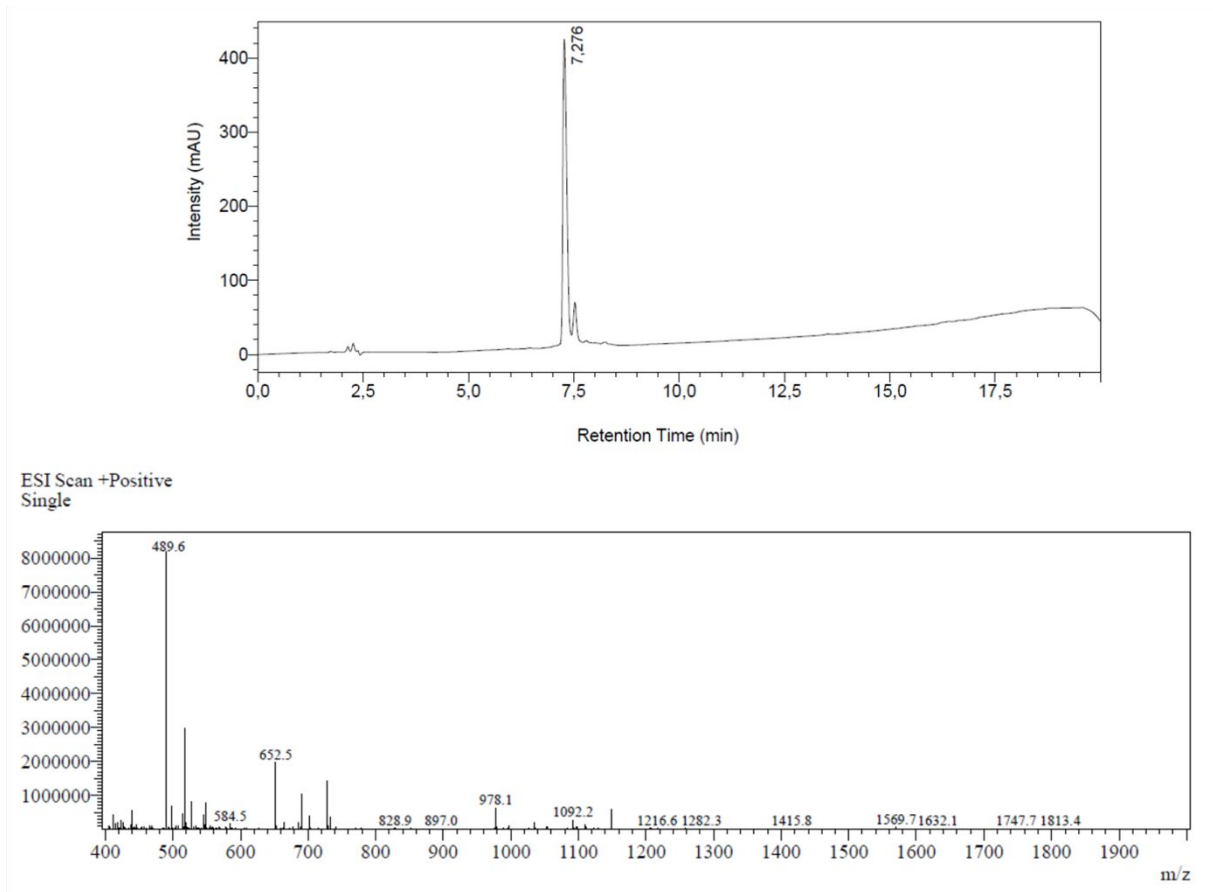 7,276
400
300
200
100
0
Intensity (mAU)
0,0 2,5 5,0 7,5 10,0 12,5 15,0 17,5
Retention Time (min)
ESI Scan +Positive
Single
489.6
8000000
7000000
6000000
5000000
4000000
3000000
2000000
652.5
1000000
584.5 828.9 897.0 978.1 1092.2 1216.6 1282.3 1415.8 1569.7 1632.1 1747.7 1813.4
400 500 600 700 800 900 1000 1100 1200 1300 1400 1500 1600 1700 1800 1900
m/z